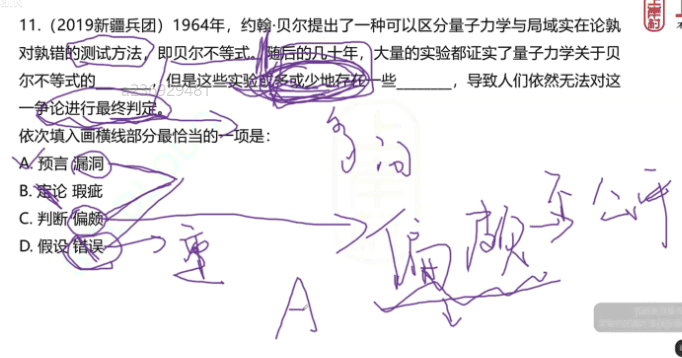 11.（2019新疆兵团）1964年，约翰·贝尔提出了一种可以区分量子力学与局域实在论孰
对孰错的测试方法，即贝尔不等式。随后的几十年，大量的实验都证实了量子力学关于贝
尔不等式的______，但是这些实验或多或少地存在一些______，导致人们依然无法对这
一争论进行最终判定。
依次填入画横线部分最恰当的一项是：
A. 预言 漏洞
B. 定论 瑕疵
C. 判断 偏颇
D. 假设 错误
重
偏颇 不公平
A
上岸